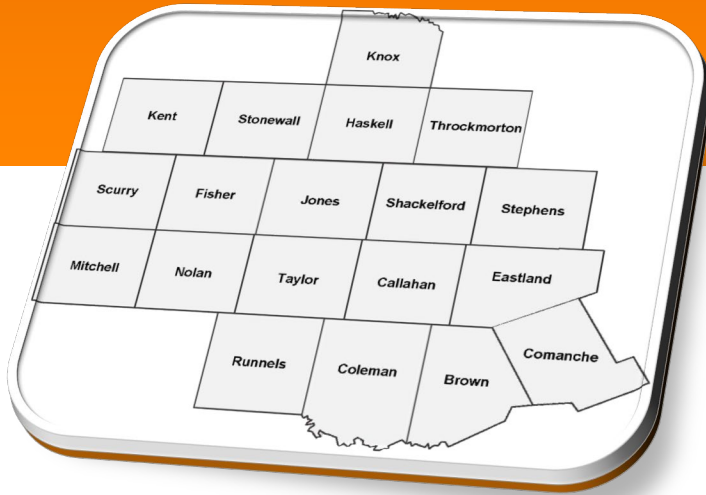 Knox
Kent Stonewall Haskell Throckmorton
Scurry Fisher Jones Shackelford Stephens
Mitchell Nolan Taylor Callahan Eastland
Runnels Coleman Brown Comanche